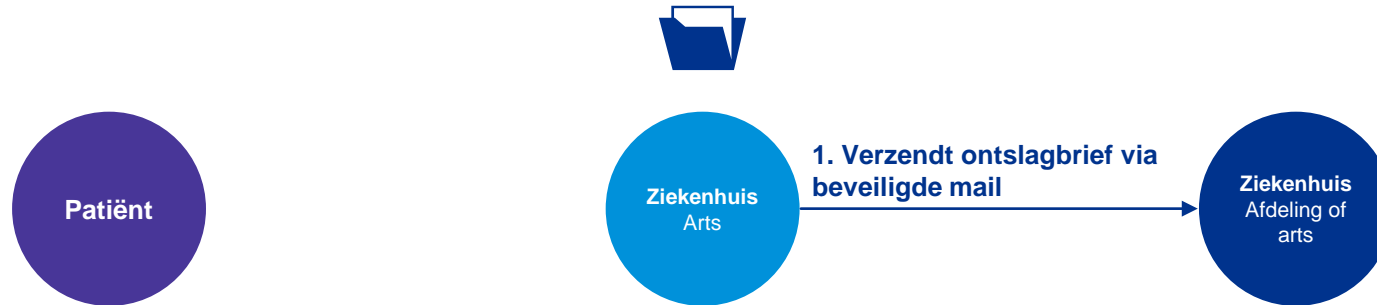 Patiënt
Ziekenhuis
Arts
1. Verzendt ontslagbrief via
beveiligde mail
Ziekenhuis
Afdeling of
arts